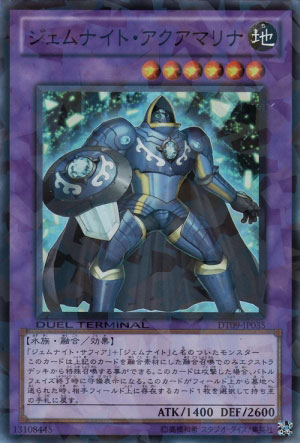 ジェムナイト・アクアマリナ
地
DUEL TERMINAL
DT09-JP035
【水族・融合／効果】
「ジェムナイト・サフィア」+「ジェムナイト」と名のついたモンスター
このカードは上記のカードを融合素材にした融合召喚でのみエクストラ
デッキから特殊召喚する事ができる。このカードは攻撃した場合、バトル
フェイズ終了時に守備表示になる。このカードがフィールド上から墓地へ
送られた時、相手フィールド上に存在するカード１枚を選択して持ち主の
手札に戻す。
ATK/1400 DEF/2600
13108445